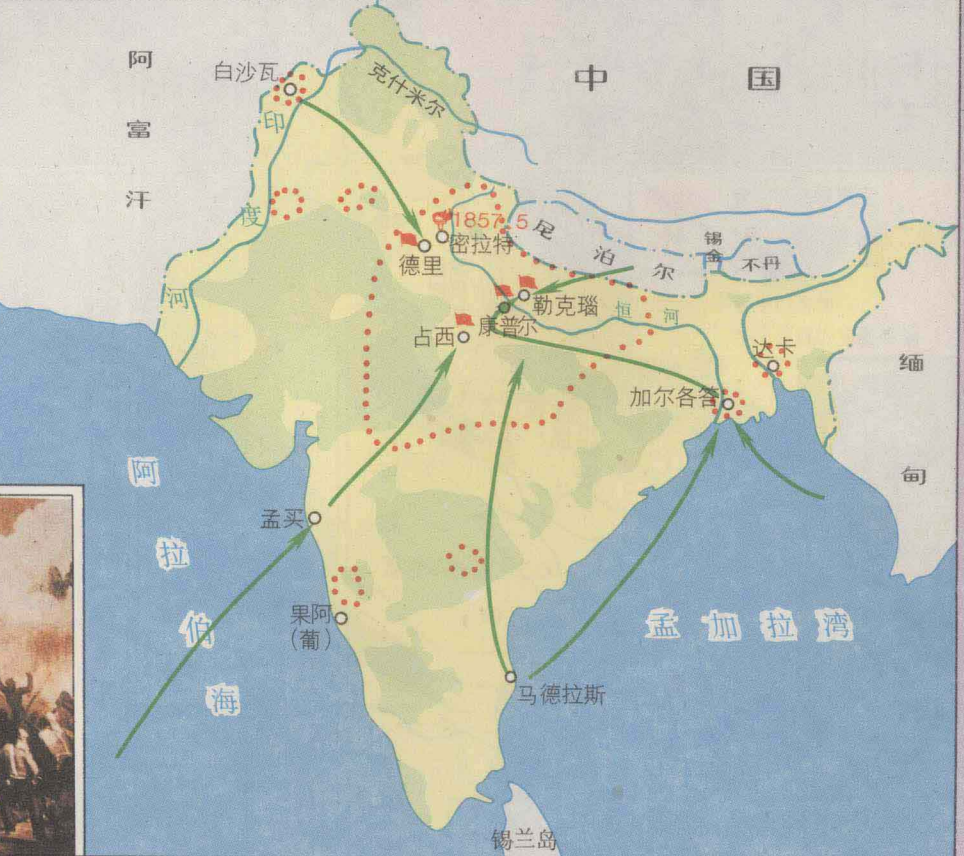 阿富汗
白沙瓦
克什米尔
中国
印度河
1857.5
密拉特
德里
尼泊尔
锡金
不丹
勒克瑙
康普尔
恒河
占西
达卡
加尔各答
缅甸
阿拉伯海
孟买
果阿
(葡)
孟加拉湾
马德拉斯
锡兰岛